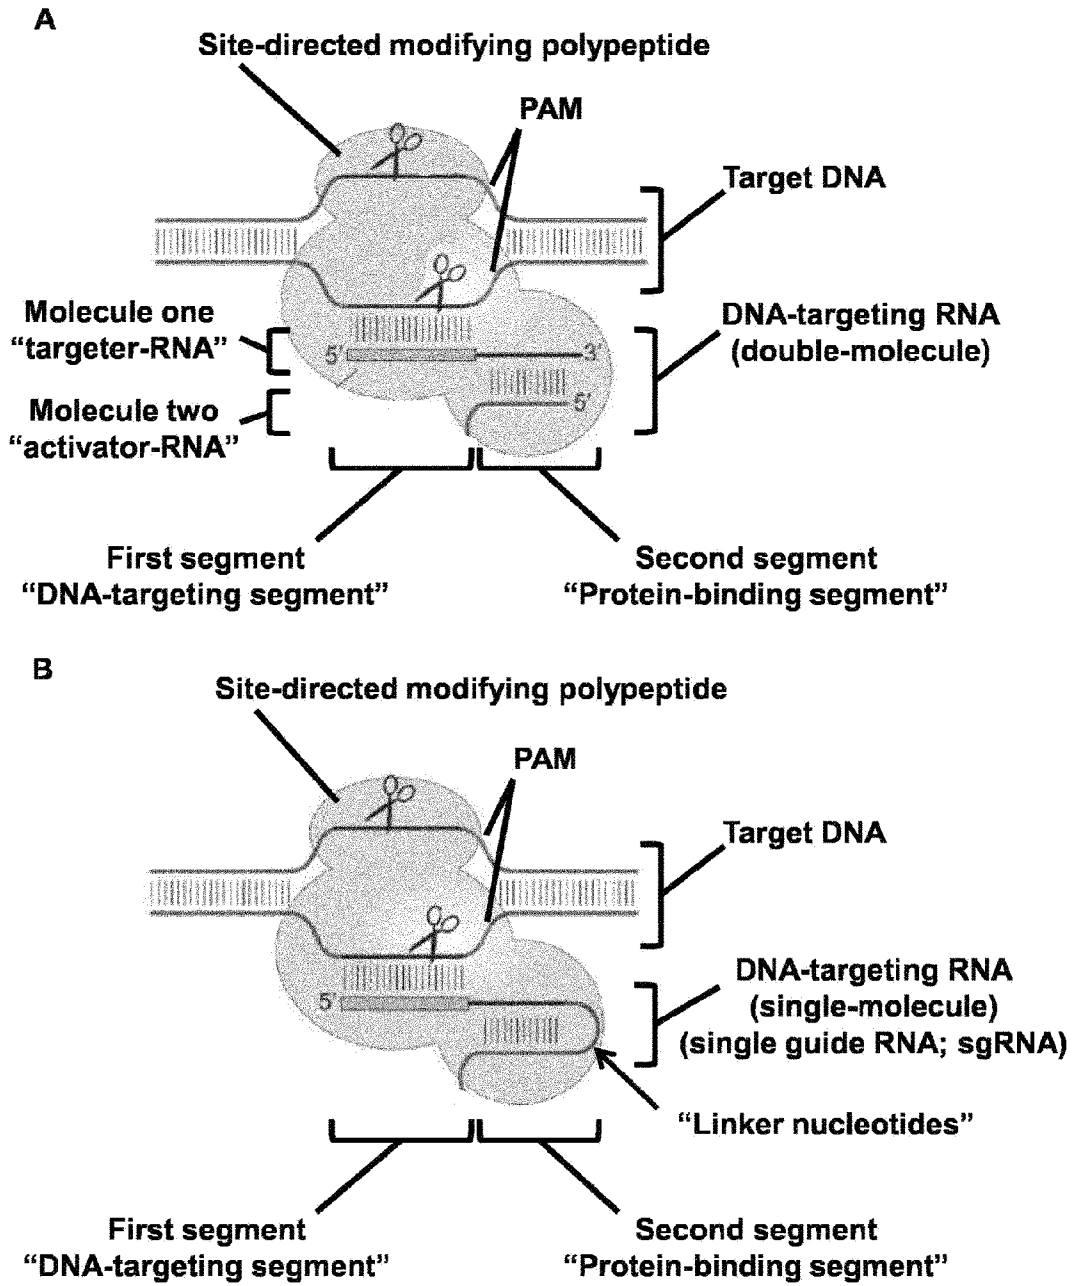 A
Site-directed modifying polypeptide
PAM
Target DNA
Molecule one
“targeter-RNA”
DNA-targeting RNA
(double-molecule)
5'
3'
Molecule two
“activator-RNA”
5'
First segment
“DNA-targeting segment”
Second segment
“Protein-binding segment”
B
Site-directed modifying polypeptide
PAM
Target DNA
DNA-targeting RNA
(single-molecule)
(single guide RNA; sgRNA)
5'
“Linker nucleotides”
First segment
“DNA-targeting segment”
Second segment
“Protein-binding segment”